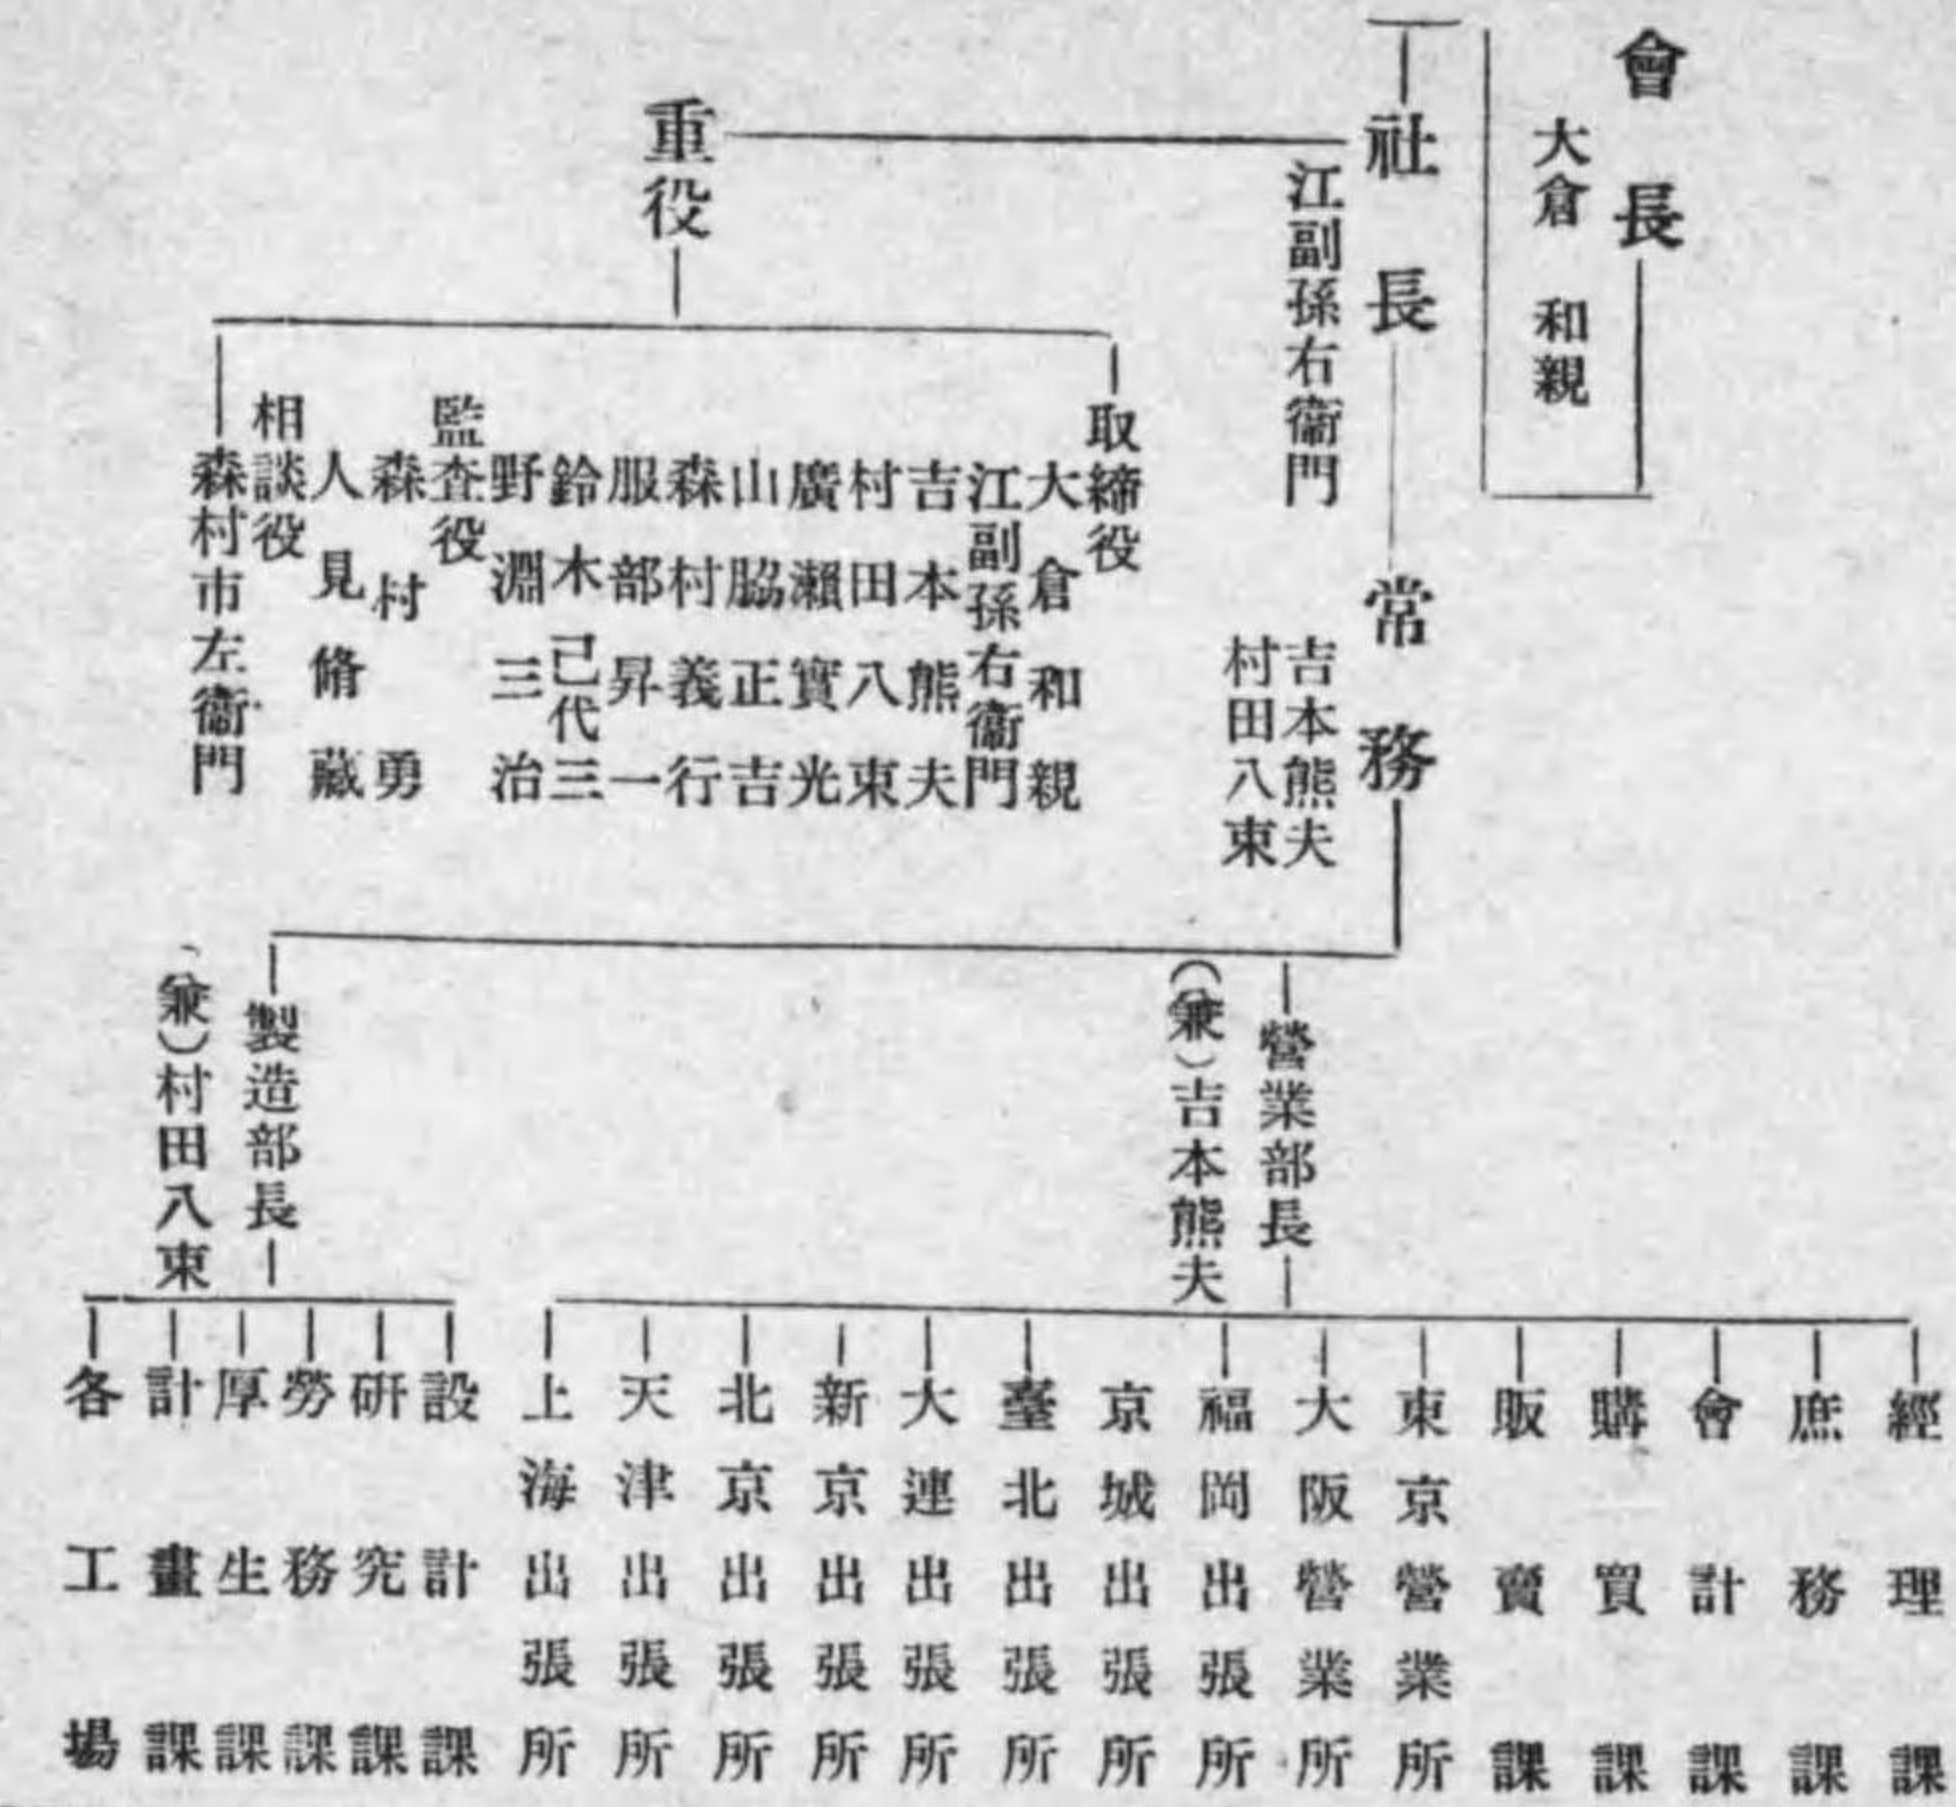 會長
大倉 和親
社長
江副孫右衞門
常務
吉本熊夫
村田八東
重役
取締役
大倉和親
江副孫右衞門
吉本熊夫
村田八東
廣瀨實光
山脇正吉
森村義行
服部昇一
鈴木己代三
野淵三治
監査役
森村勇
人見脩藏
相談役
森村市左衞門
營業部長
(兼)吉本熊夫
經理課
庶務課
會計課
購買課
販賣課
東京營業所
大阪營業所
福岡出張所
京城出張所
臺北出張所
大連出張所
新京出張所
北京出張所
天津出張所
上海出張所
製造部長
(兼)村田八東
設計課
研究課
勞務課
厚生課
計畫課
各工場